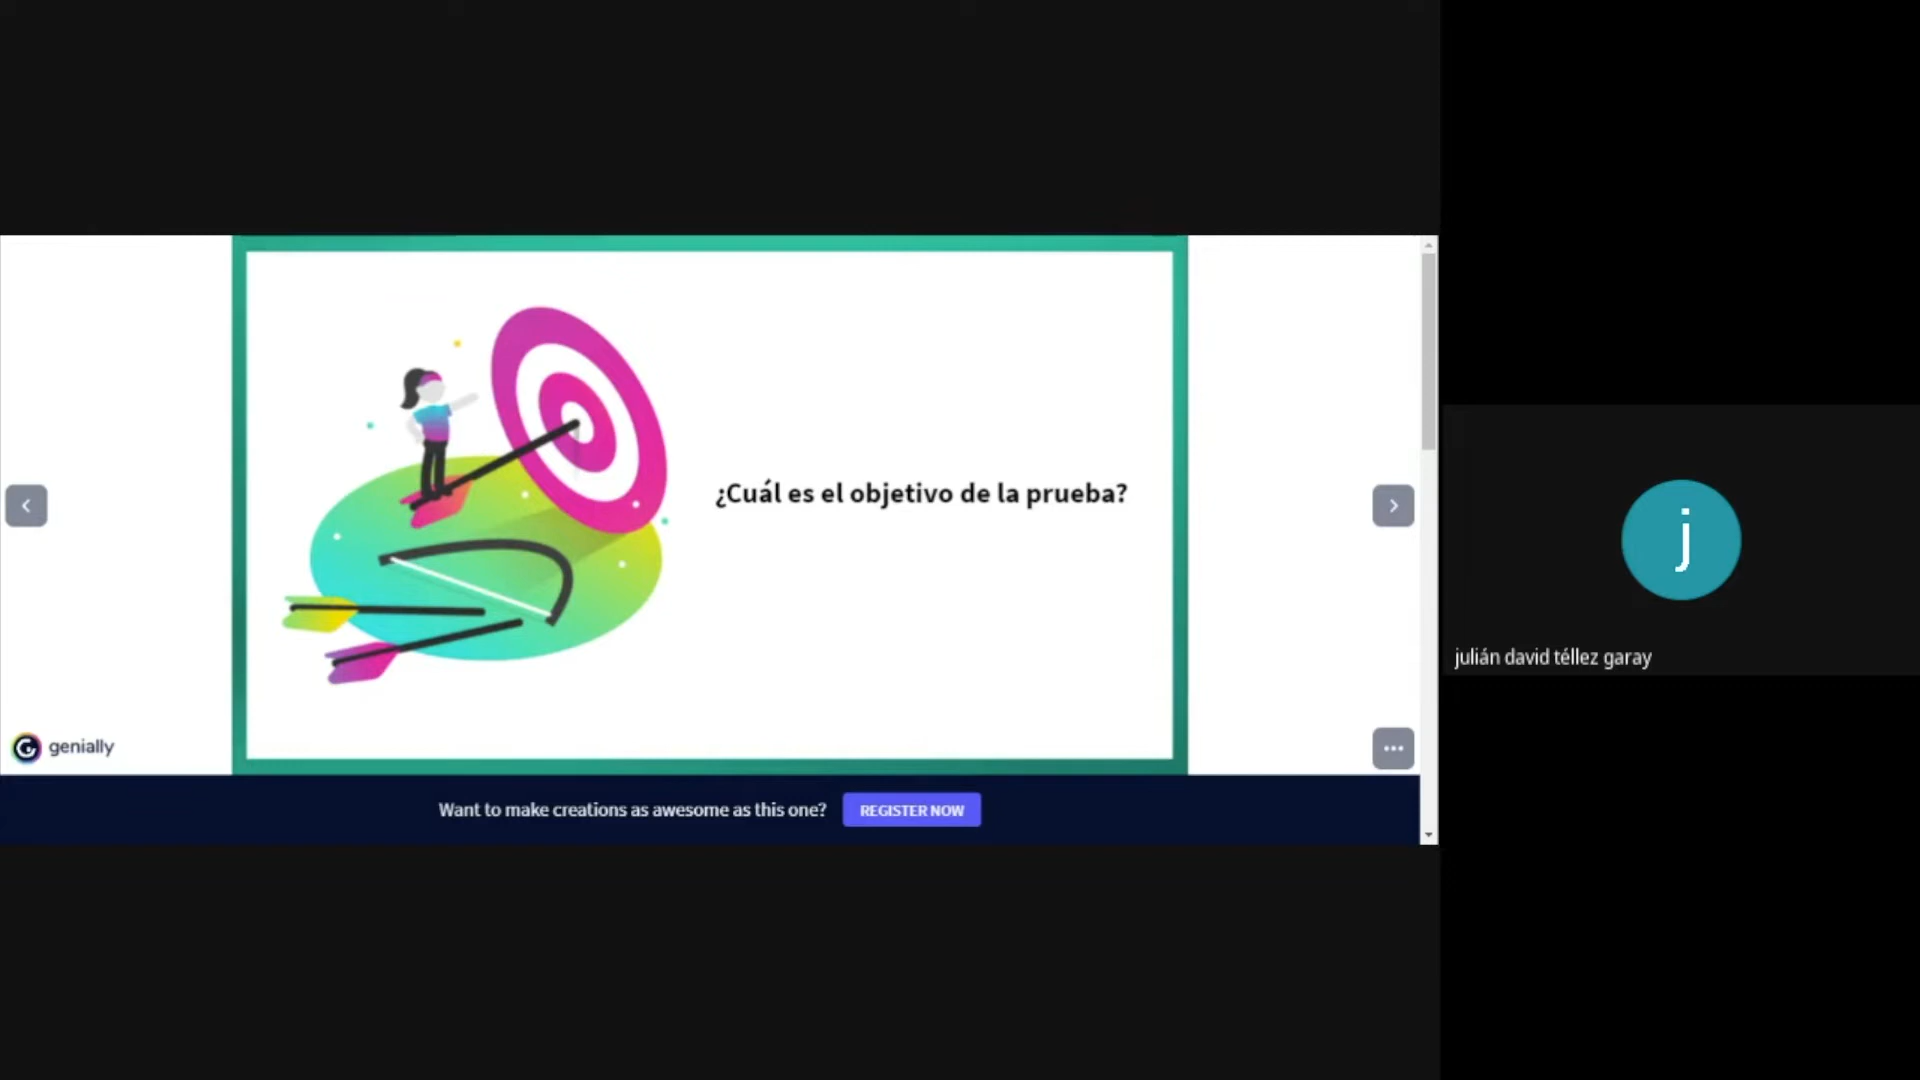 ¿Cuál es el objetivo de la prueba?
genially
Want to make creations as awesome as this one? REGISTER NOW
j
julián david téllez garay